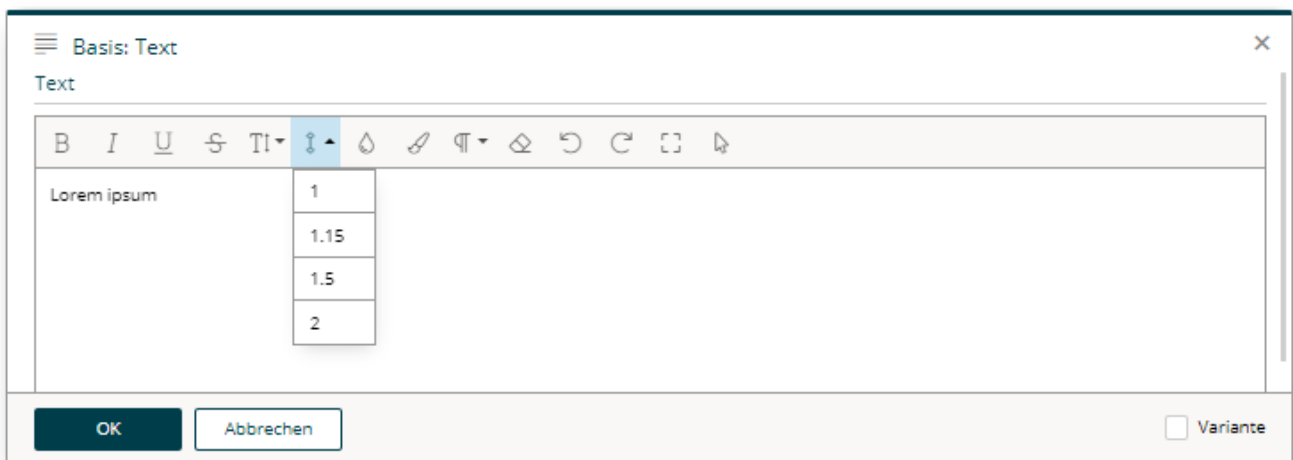 Basis: Text
Text
Lorem ipsum
1
1.15
1.5
2
OK
Abbrechen
Variante